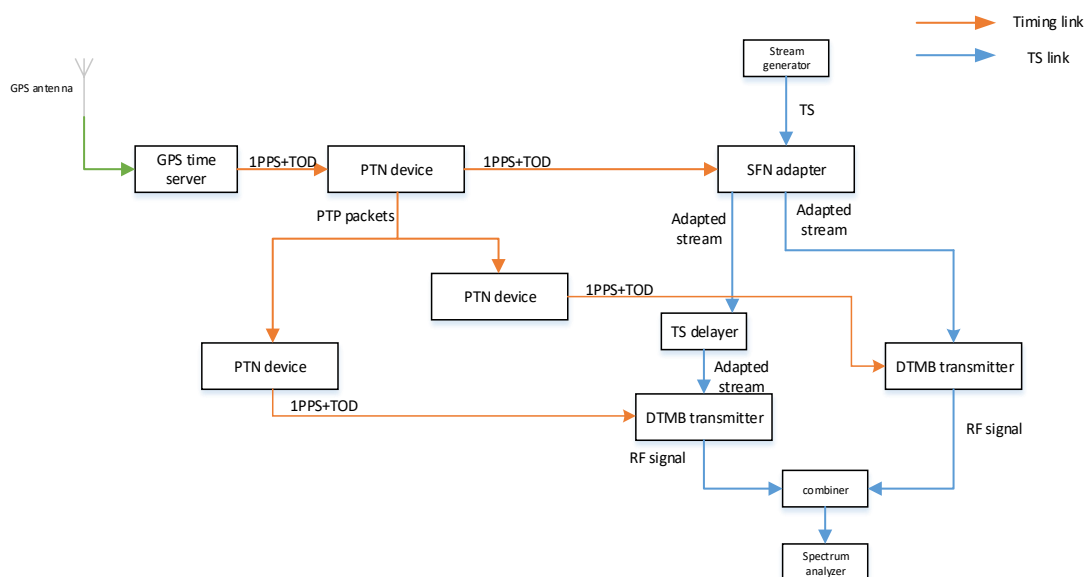 Timing link
TS link
Stream
generator
GPS antenna
TS
GPS time
server
1PPS+TOD
PTN device
1PPS+TOD
SFN adapter
PTP packets
Adapted
stream
Adapted
stream
PTN device
1PPS+TOD
TS delayer
PTN device
Adapted
stream
DTMB transmitter
1PPS+TOD
DTMB transmitter
RF signal
RF signal
combiner
Spectrum
analyzer